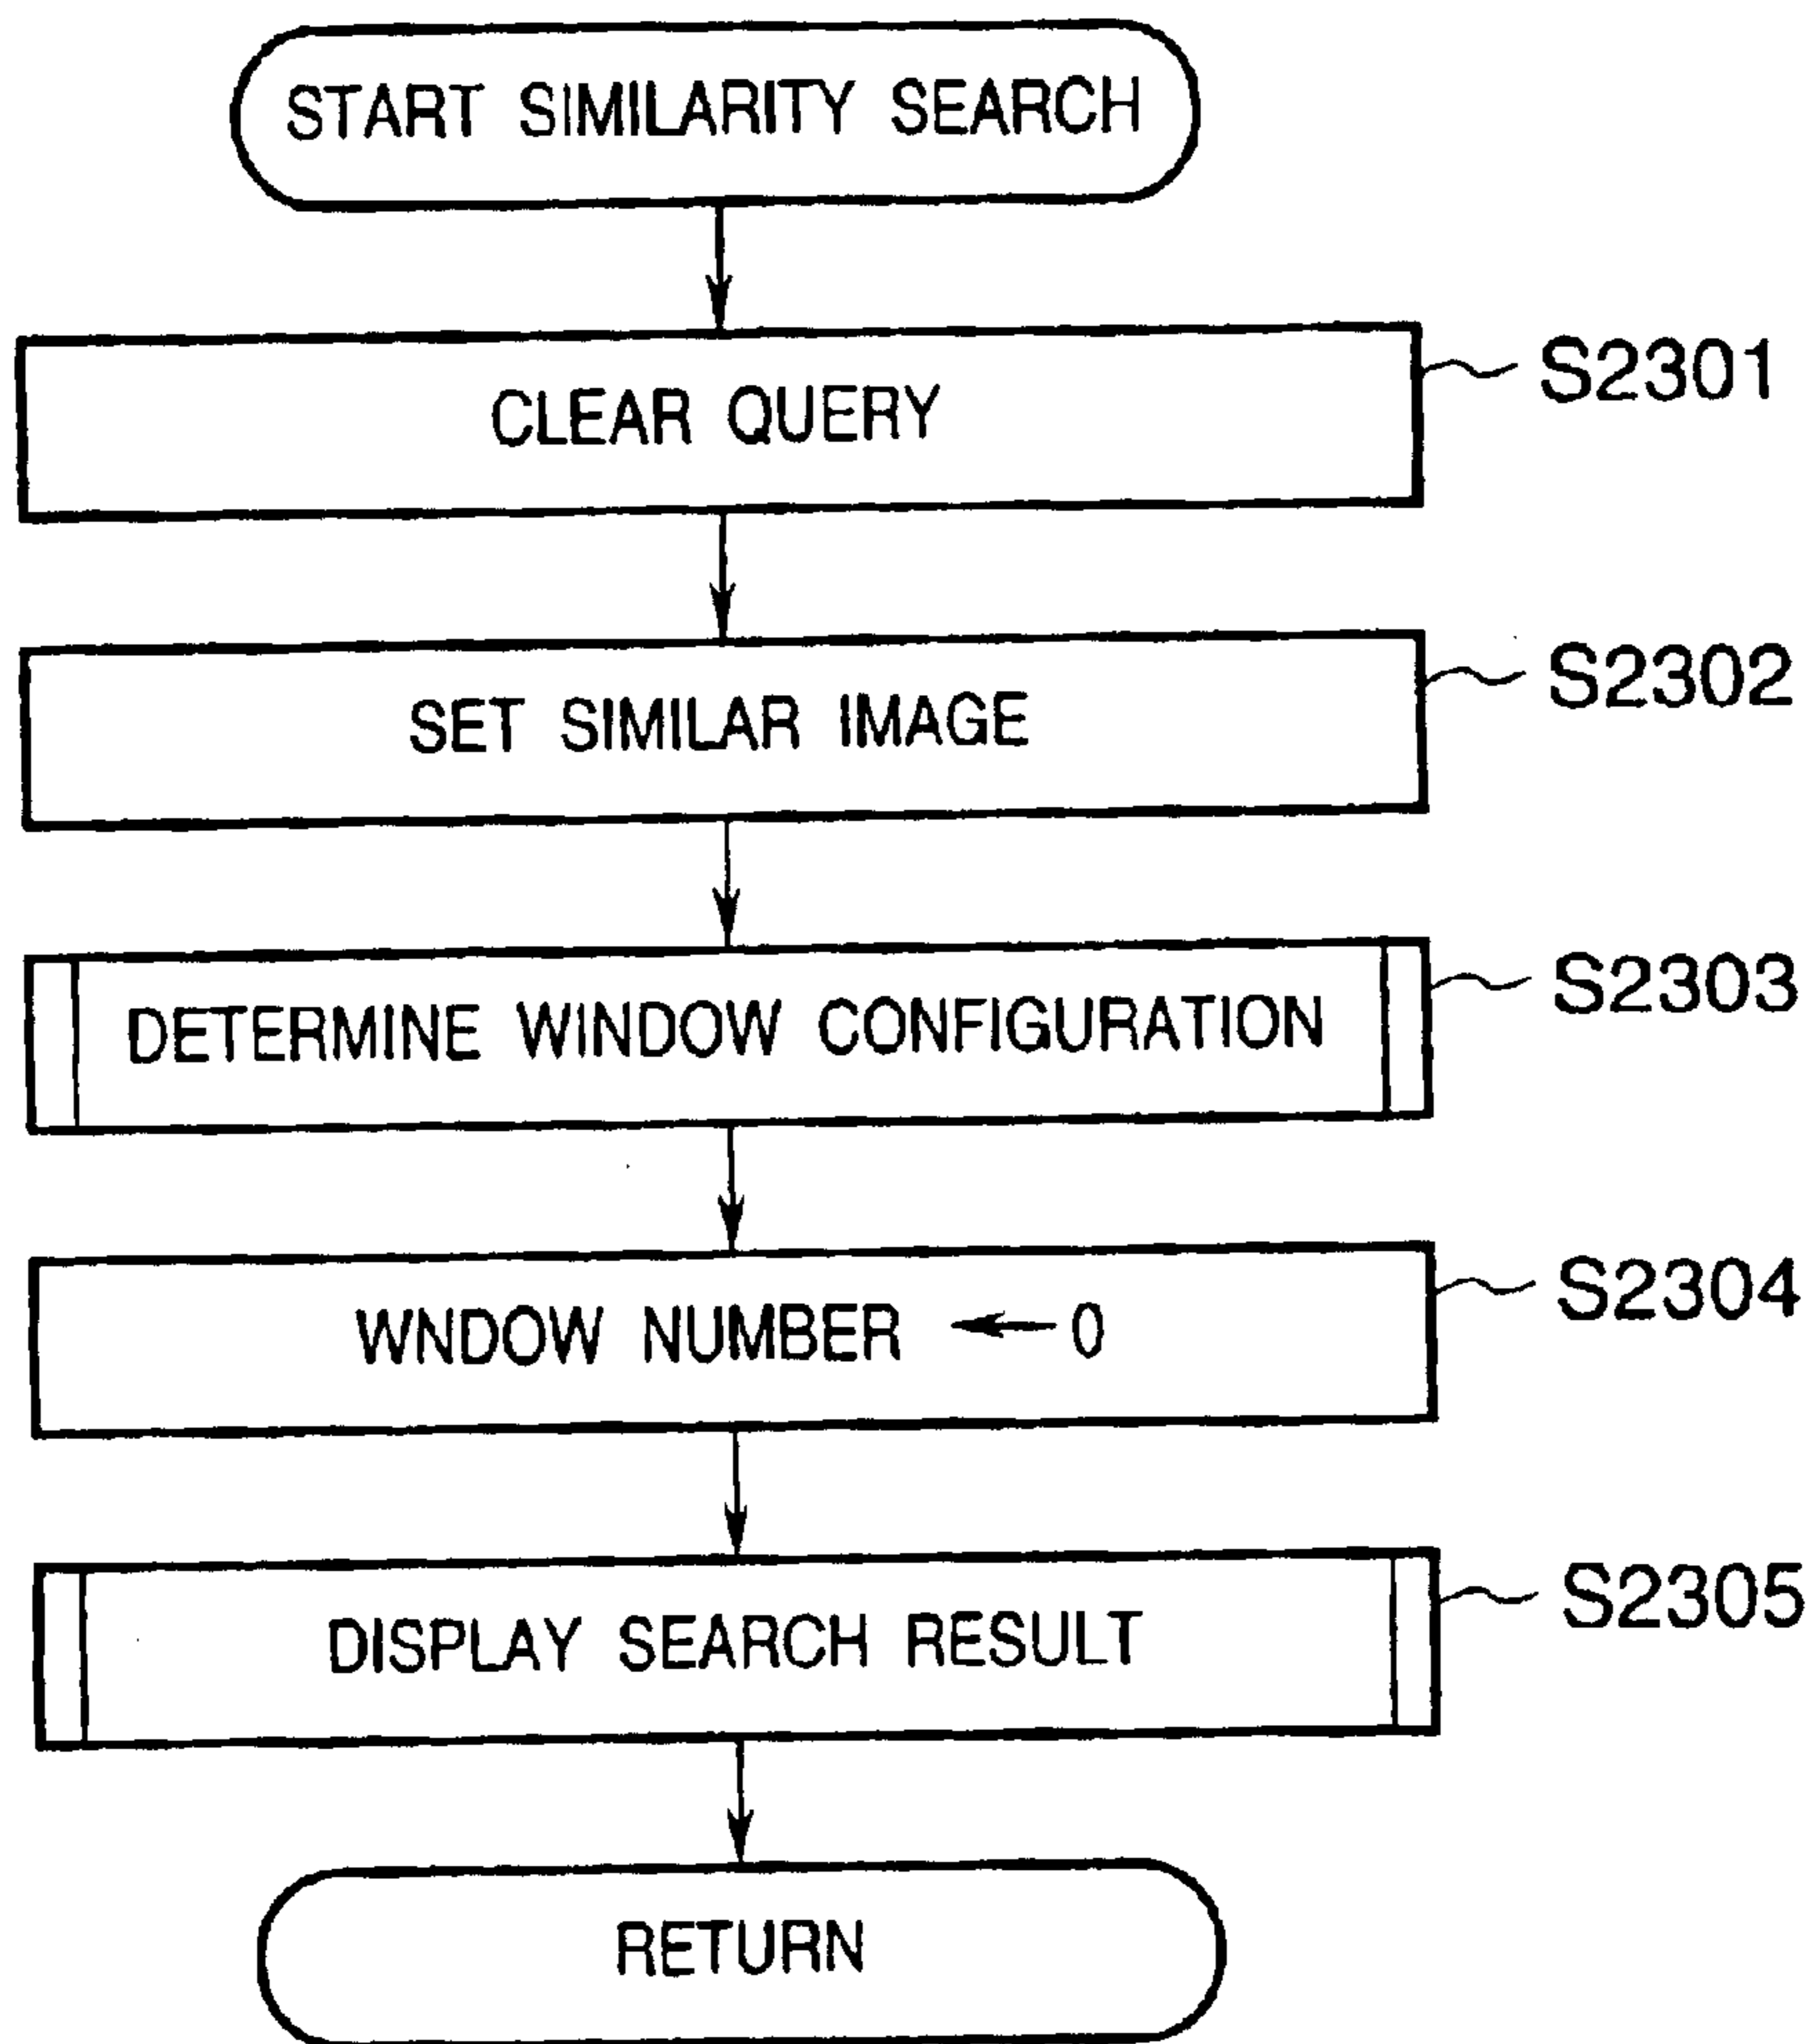 START SIMILARITY SEARCH
CLEAR QUERY
S2301
SET SIMILAR IMAGE
S2302
DETERMINE WINDOW CONFIGURATION
S2303
WNDOW NUMBER ← 0
S2304
DISPLAY SEARCH RESULT
S2305
RETURN